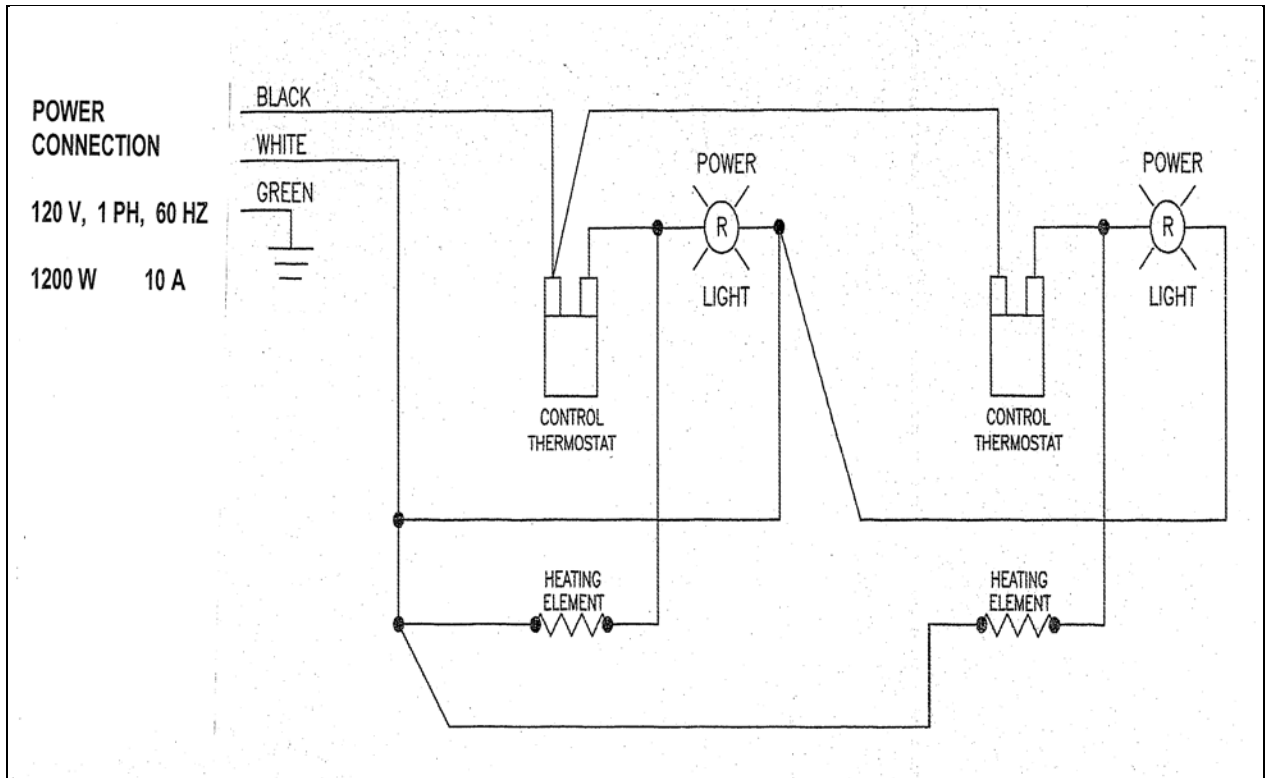 POWER
CONNECTION
120 V, 1 PH, 60 HZ
1200 W 10 A
BLACK
WHITE
GREEN
POWER
R
LIGHT
CONTROL
THERMOSTAT
HEATING
ELEMENT
POWER
R
LIGHT
CONTROL
THERMOSTAT
HEATING
ELEMENT